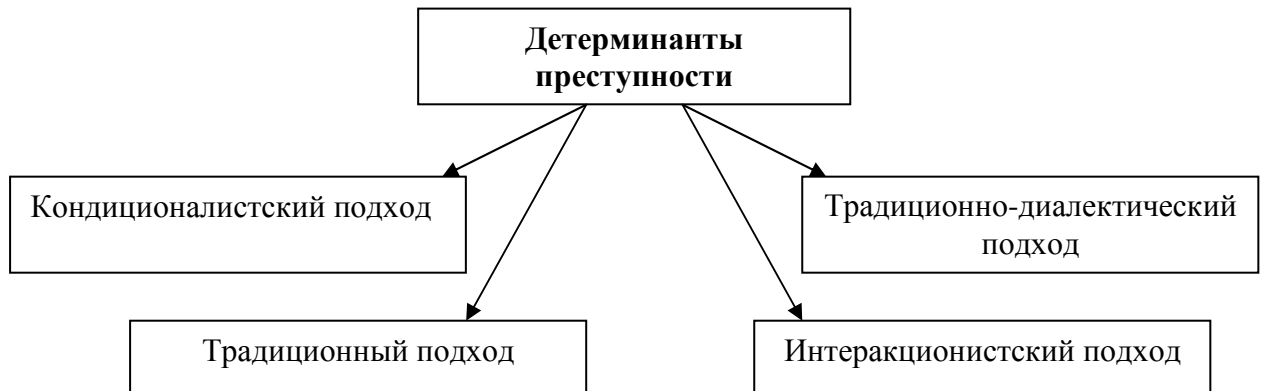 Детерминанты
преступности
Кондиционалистский подход
Традиционно-диалектический
подход
Традиционный подход
Интеракционистский подход